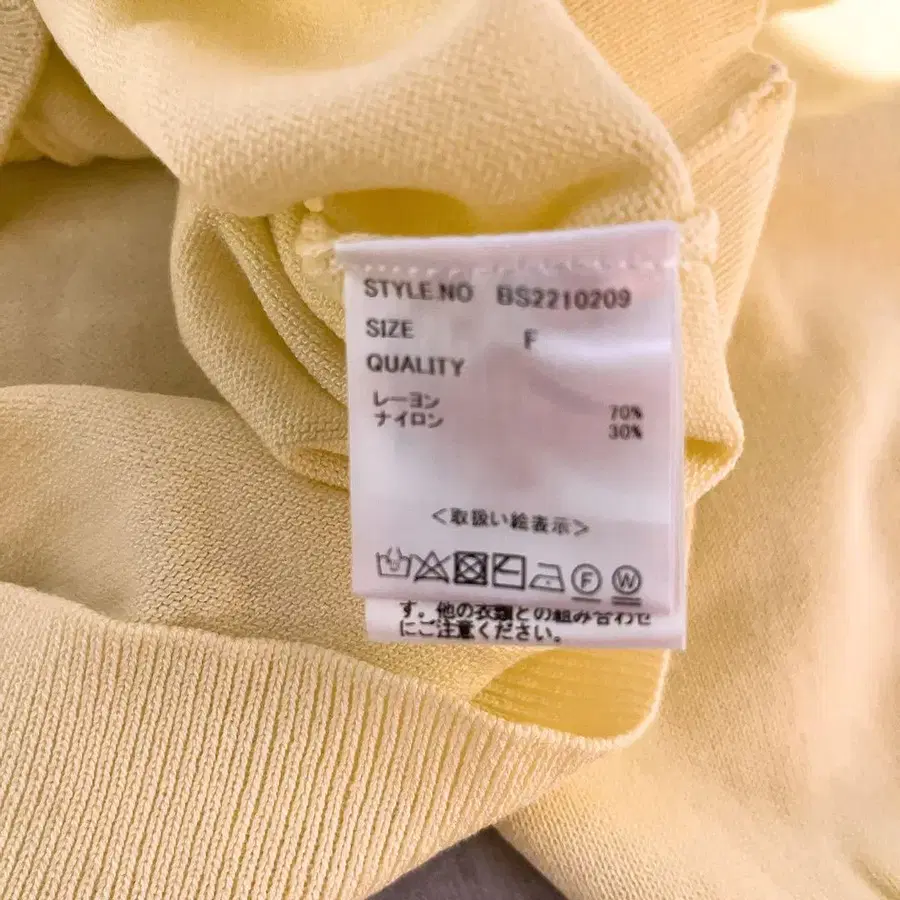 STYLE.NO BS2210209
SIZE F
QUALITY
レーヨン 70%
ナイロン 30%
<取扱い絵表示>
F W
す。他の衣類との組み合わせ
にご注意ください。